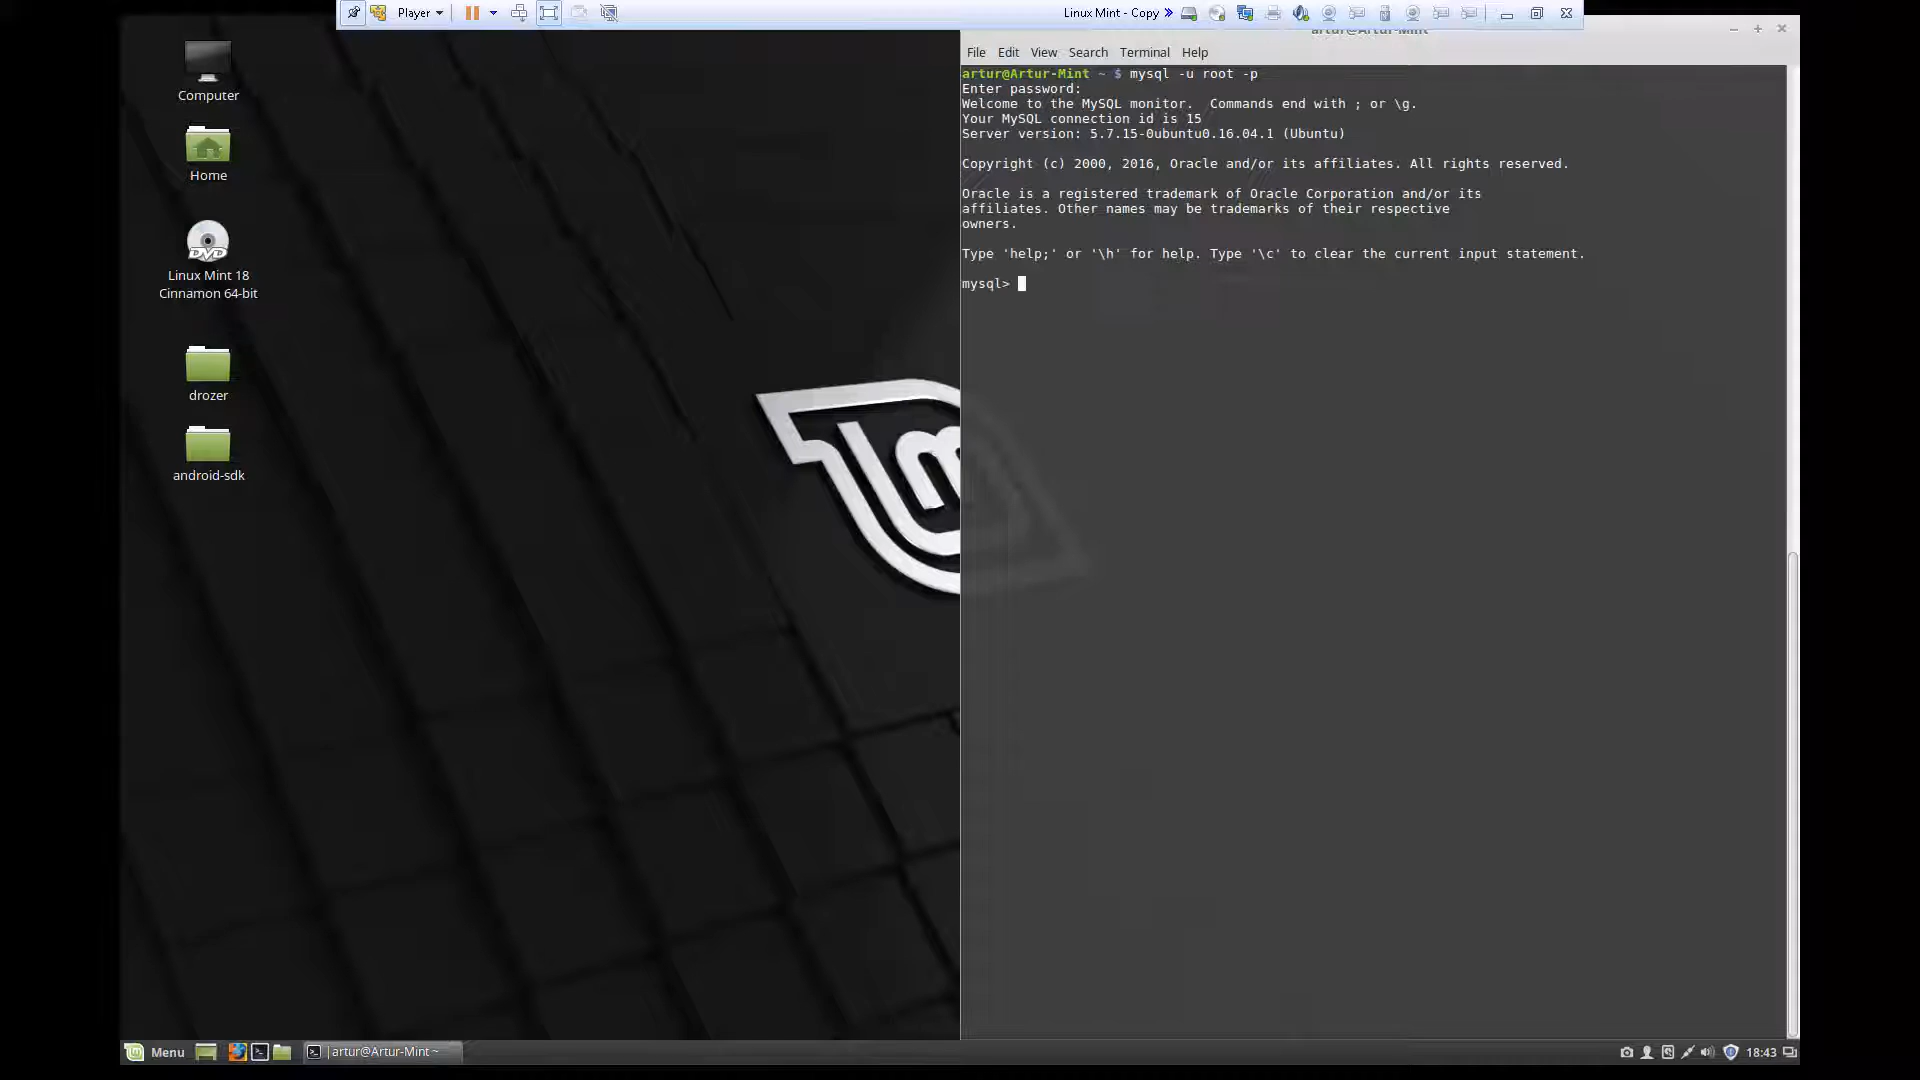 Player
Linux Mint - Copy
artur@Artur-Mint
File Edit View Search Terminal Help
artur@Artur-Mint ~ $ mysql -u root -p
Enter password:
Welcome to the MySQL monitor.  Commands end with ; or \g.
Your MySQL connection id is 15
Server version: 5.7.15-0ubuntu0.16.04.1 (Ubuntu)
Copyright (c) 2000, 2016, Oracle and/or its affiliates. All rights reserved.
Oracle is a registered trademark of Oracle Corporation and/or its
affiliates. Other names may be trademarks of their respective
owners.
Type 'help;' or '\h' for help. Type '\c' to clear the current input statement.
mysql>
Computer
Home
DVD
Linux Mint 18
Cinnamon 64-bit
drozer
android-sdk
Menu
artur@Artur-Mint ~
18:43